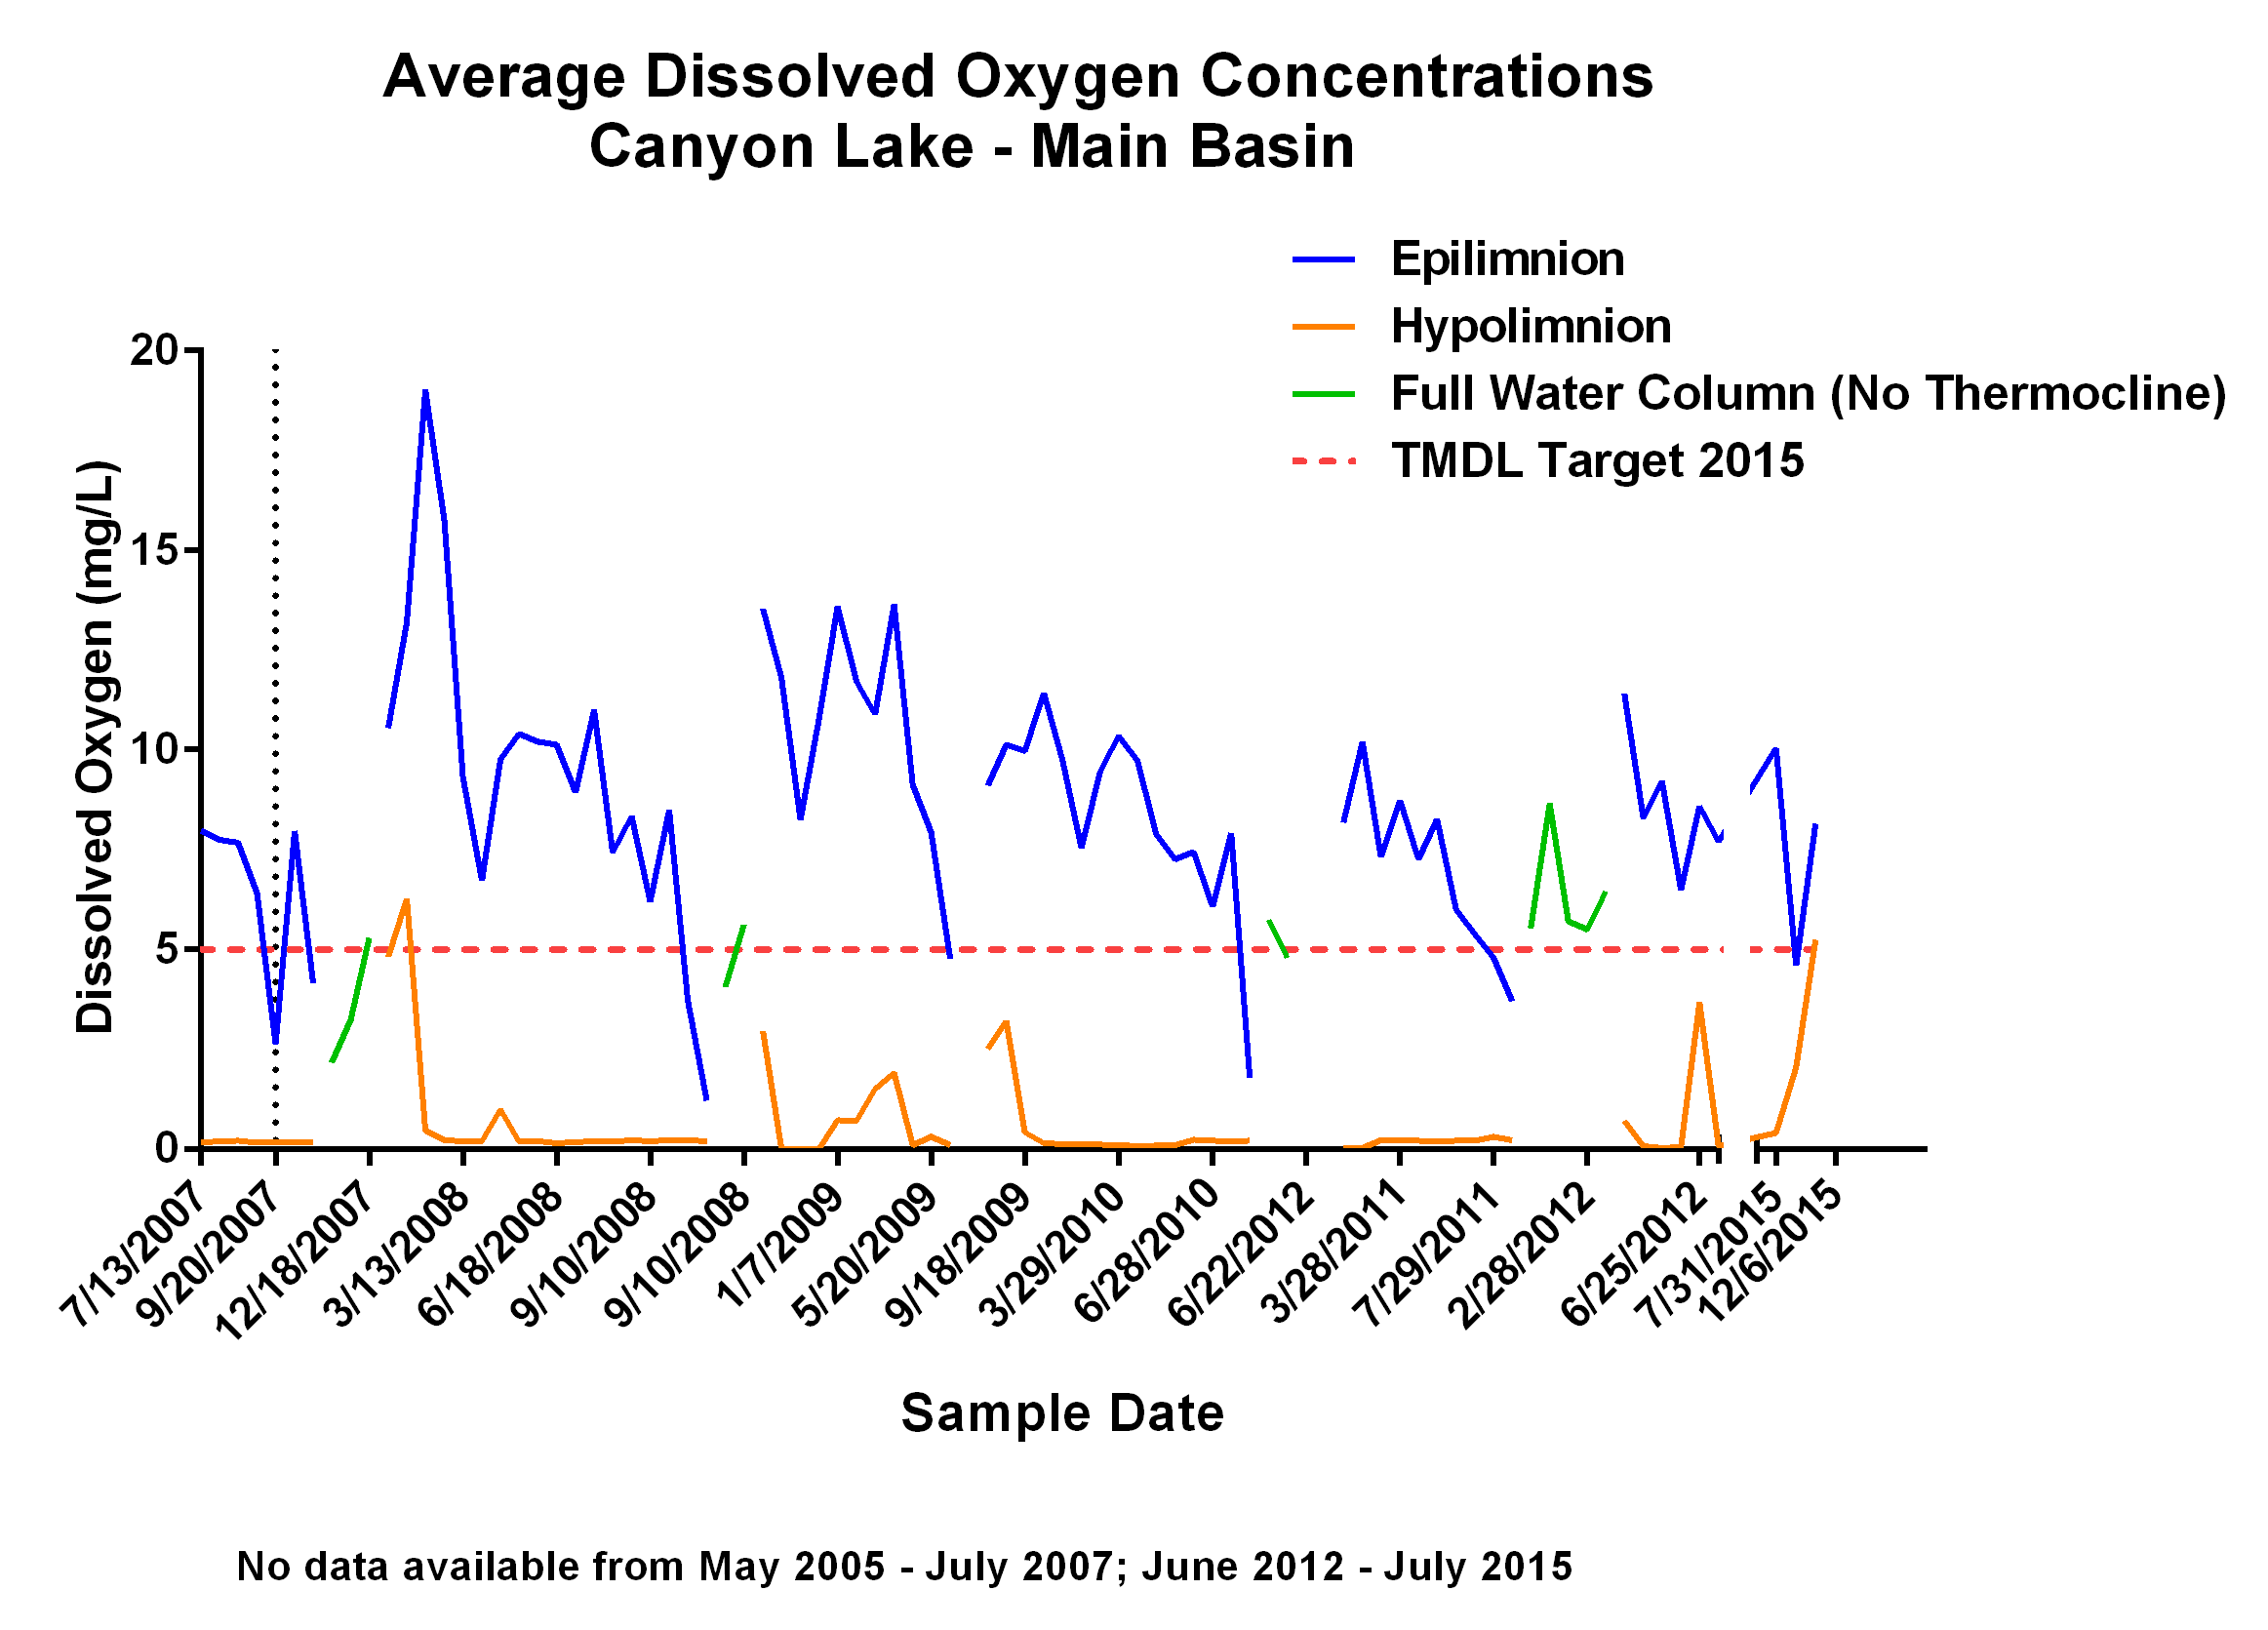 Average Dissolved Oxygen Concentrations
Canyon Lake - Main Basin
Epilimnion
Hypolimnion
Full Water Column (No Thermocline)
TMDL Target 2015
Dissolved Oxygen (mg/L)
20
15
10
5
0
7/13/2007
9/20/2007
12/18/2007
3/13/2008
6/18/2008
9/10/2008
9/10/2008
1/7/2009
5/20/2009
9/18/2009
3/29/2010
6/28/2010
6/22/2012
3/28/2011
7/29/2011
2/28/2012
6/25/2012
7/31/2015
12/6/2015
Sample Date
No data available from May 2005 - July 2007; June 2012 - July 2015